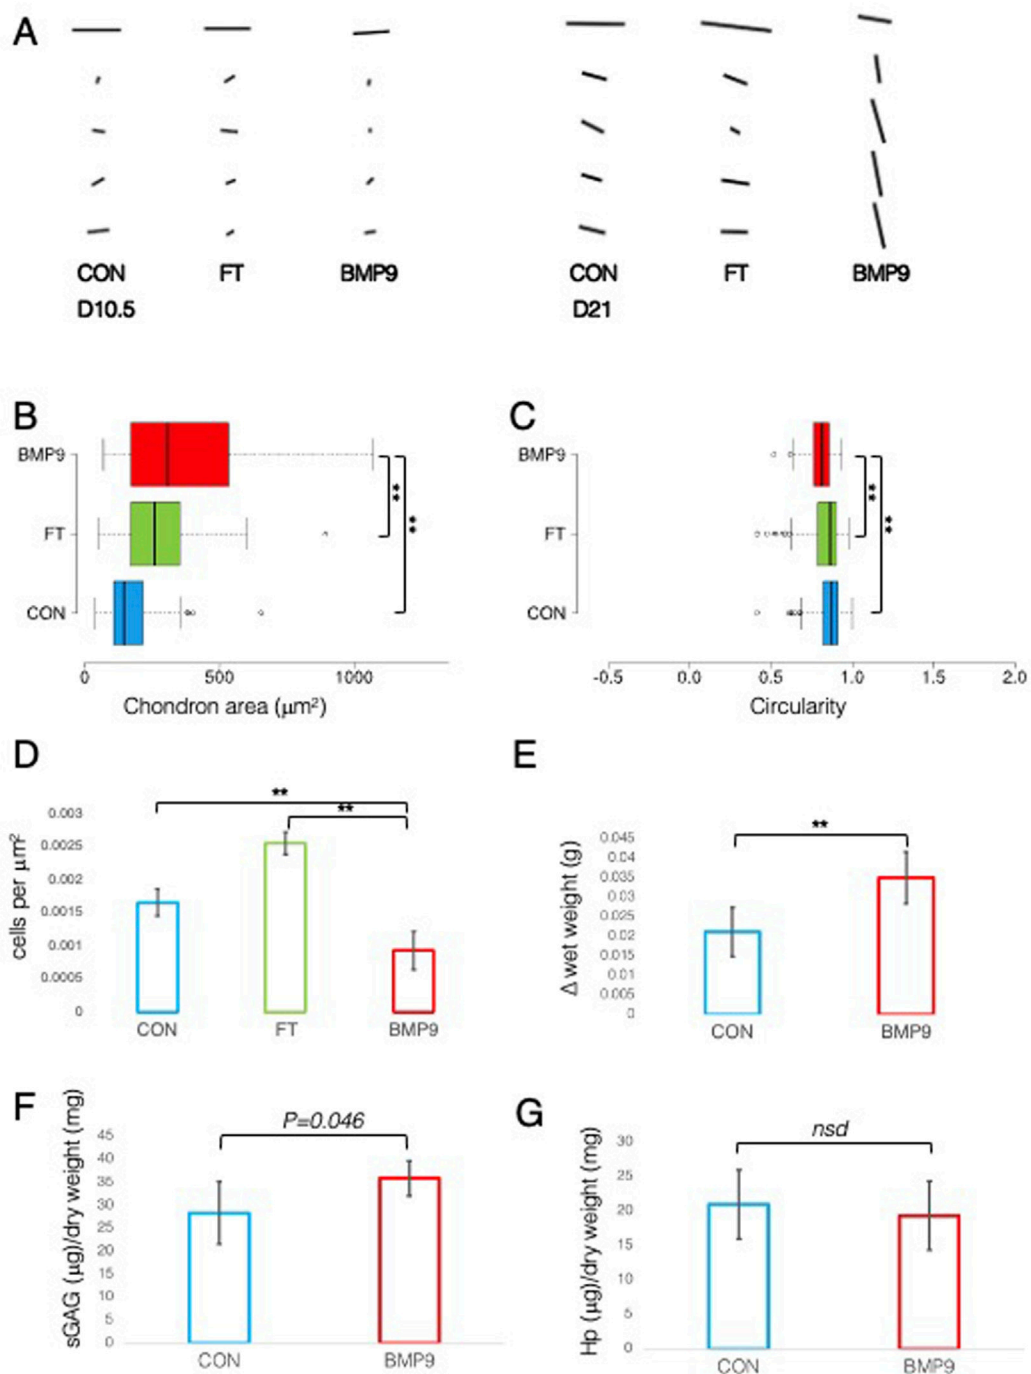 A
CON FT BMP9 CON FT BMP9
D10.5 D21
B
BMP9
FT
CON
**
**
0 500 1000
Chondron area (μm²)
C
BMP9
FT
CON
**
**
-0.5 0.0 0.5 1.0 1.5 2.0
Circularity
D
cells per μm²
0.003
0.0025
0.002
0.0015
0.001
0.0005
0
**
**
CON FT BMP9
E
Δ wet weight (g)
0.045
0.04
0.035
0.03
0.025
0.02
0.015
0.01
0.005
0
**
CON BMP9
F
sGAG (μg)/dry weight (mg)
45
40
35
30
25
20
15
10
5
0
P=0.046
CON BMP9
G
Hp (μg)/dry weight (mg)
30
25
20
15
10
5
0
nsd
CON BMP9